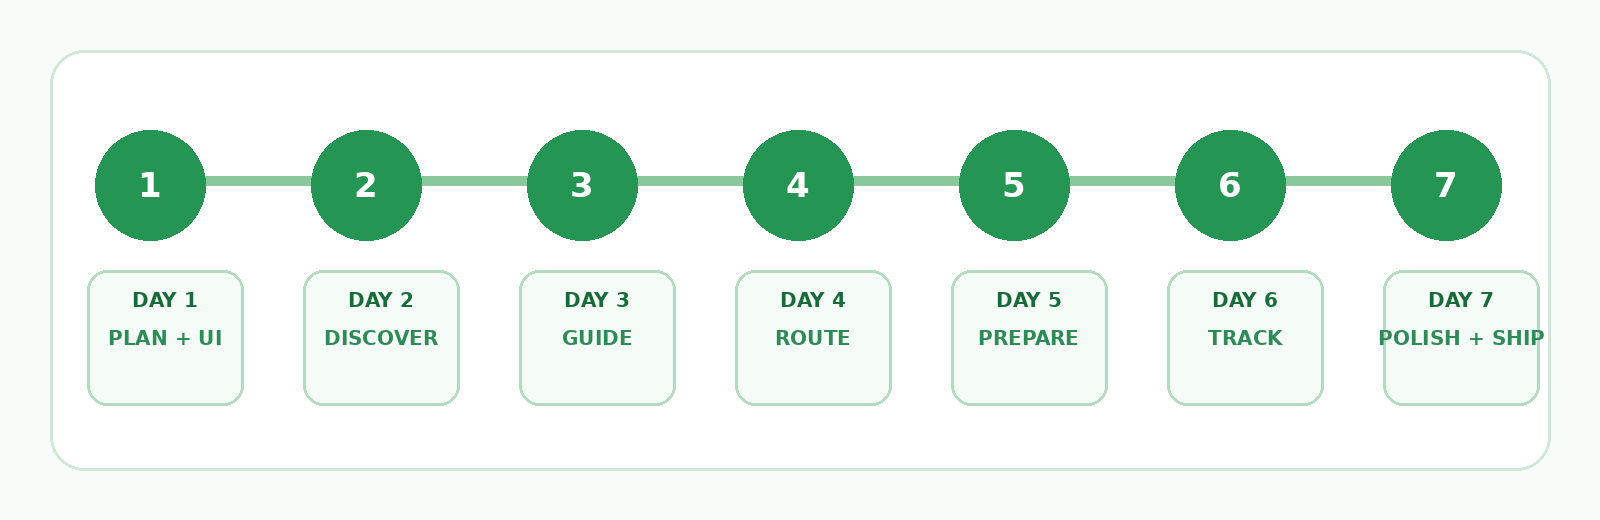 1 2 3 4 5 6 7
DAY 1
PLAN + UI
DAY 2
DISCOVER
DAY 3
GUIDE
DAY 4
ROUTE
DAY 5
PREPARE
DAY 6
TRACK
DAY 7
POLISH + SHIP